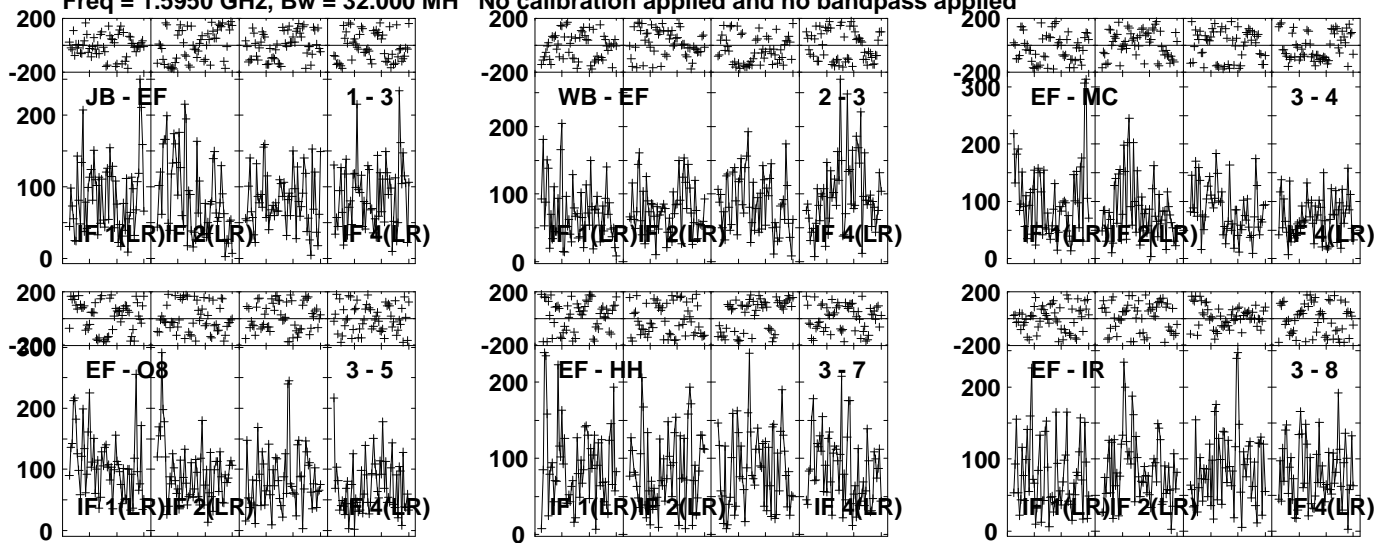 Freq = 1.5950 GHz, Bw = 32.000 MH No calibration applied and no bandpass applied
200
-200
JB - EF 1 - 3
200
100
0
IF 1(LR) IF 2(LR) IF 4(LR)
200
-200
WB - EF 2 - 3
200
100
0
IF 1(LR) IF 2(LR) IF 4(LR)
200
-200
300
EF - MC 3 - 4
200
100
0
IF 1(LR) IF 2(LR) IF 4(LR)
200
-200
300
EF - O8 3 - 5
200
100
0
IF 1(LR) IF 2(LR) IF 4(LR)
200
-200
EF - HH 3 - 7
200
100
0
IF 1(LR) IF 2(LR) IF 4(LR)
200
-200
EF - IR 3 - 8
200
100
0
IF 1(LR) IF 2(LR) IF 4(LR)